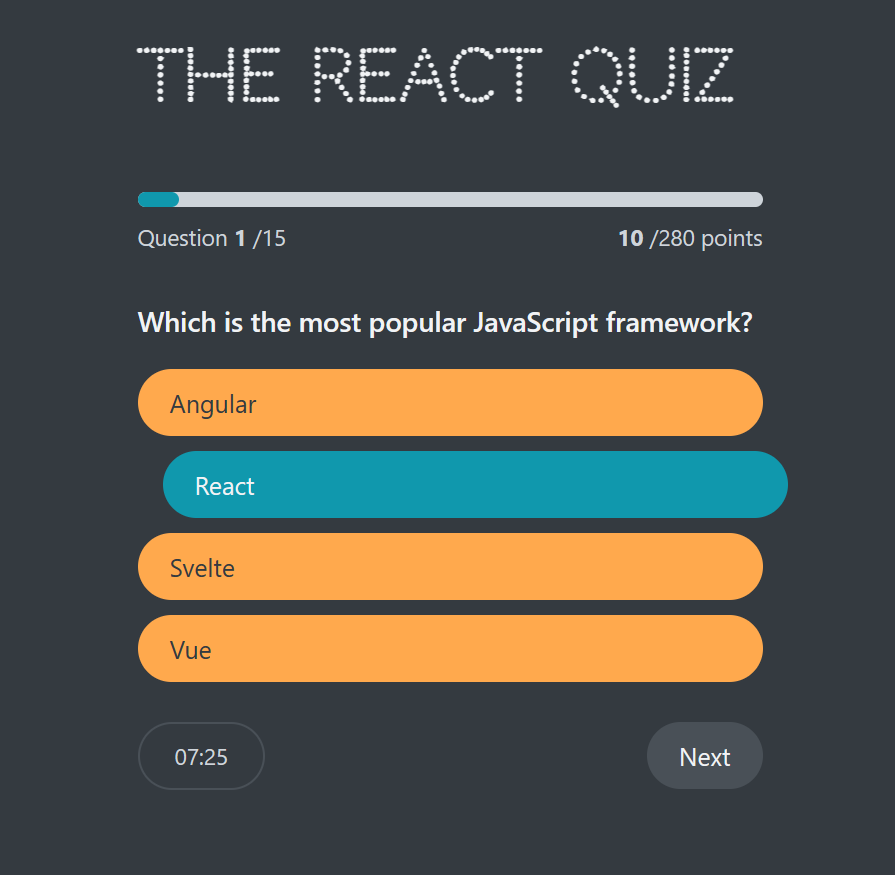 THE REACT QUIZ
Question 1 /15
10 /280 points
Which is the most popular JavaScript framework?
Angular
React
Svelte
Vue
07:25
Next